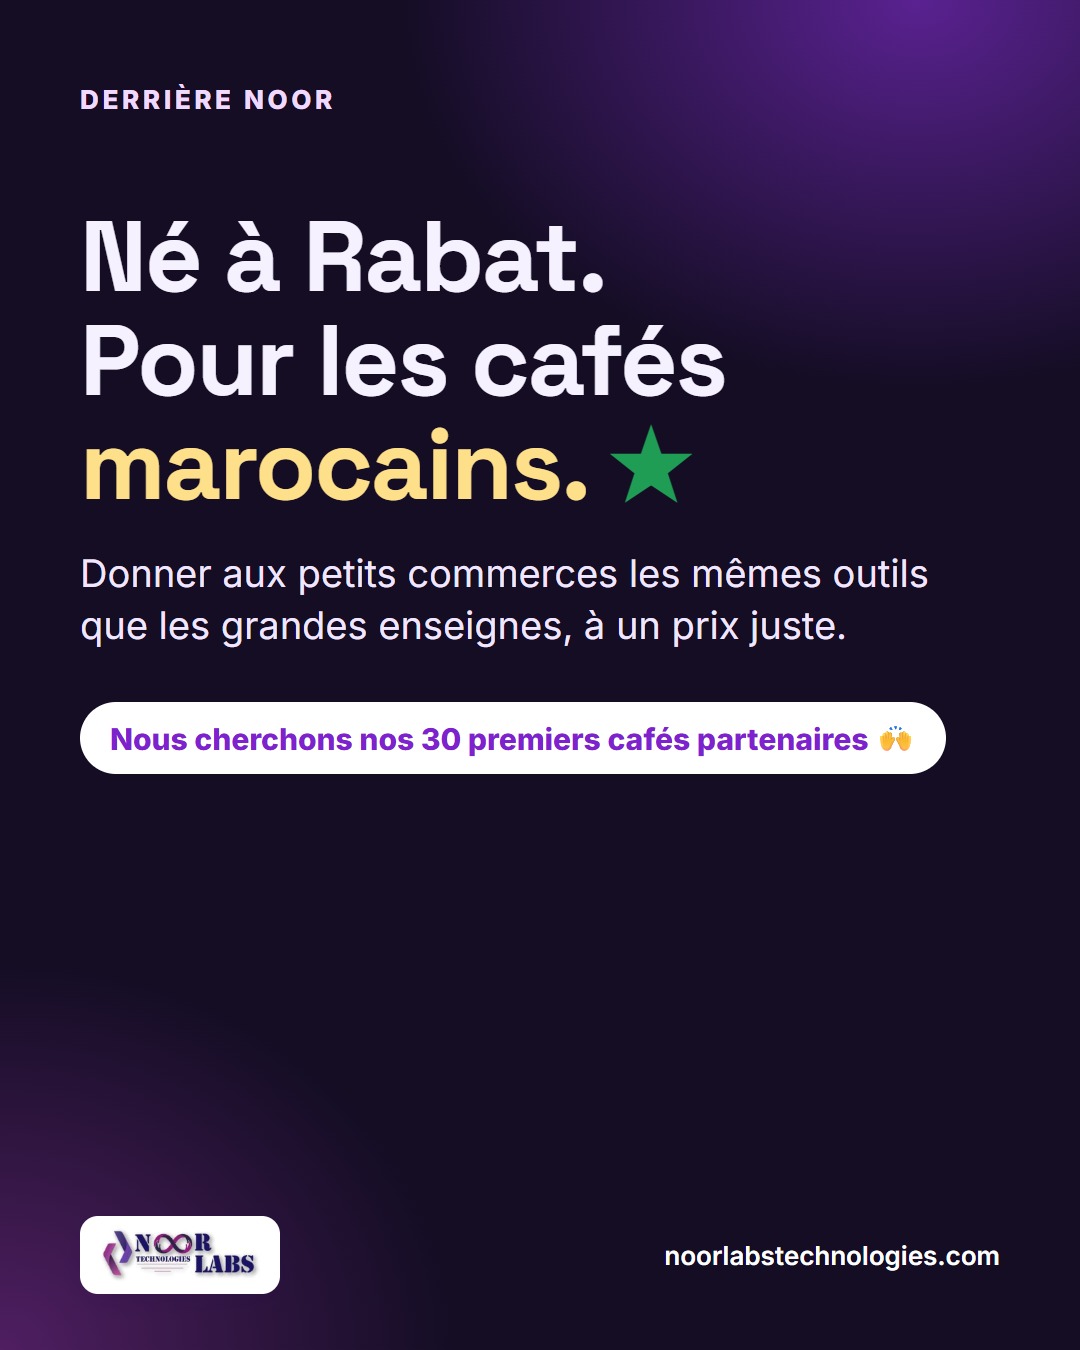 DERRIÈRE NOOR
Né à Rabat.
Pour les cafés
marocains.
Donner aux petits commerces les mêmes outils
que les grandes enseignes, à un prix juste.
Nous cherchons nos 30 premiers cafés partenaires 🙌
NOOR
TECHNOLOGIES
LABS
noorlabstechnologies.com